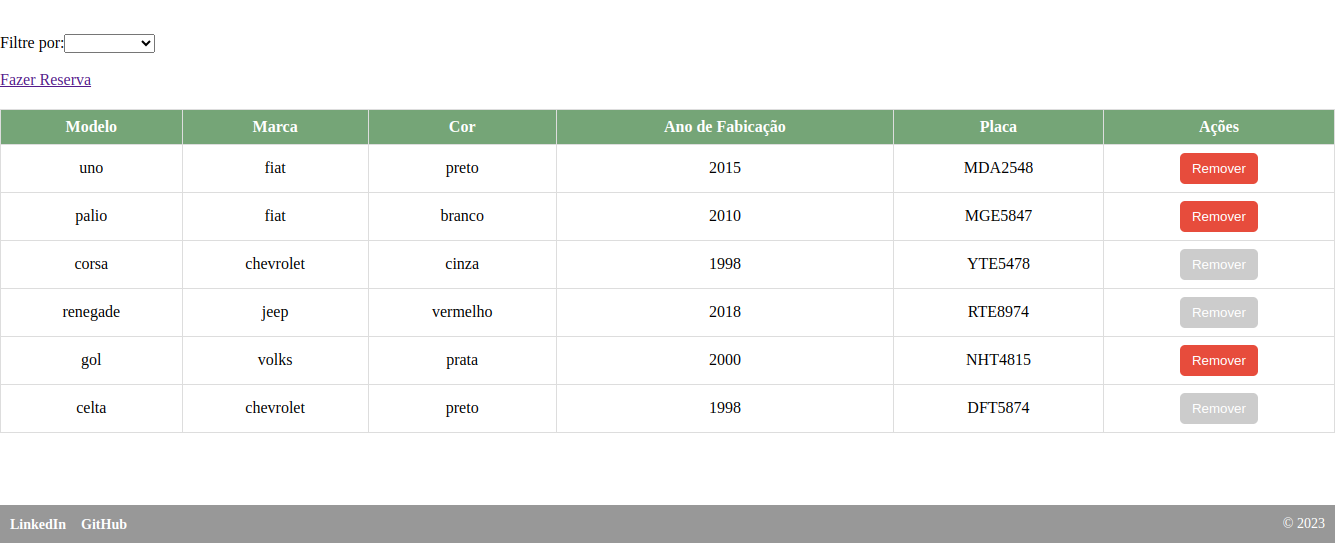 Filtre por:
Fazer Reserva
Modelo Marca Cor Ano de Fabicação Placa Ações
uno fiat preto 2015 MDA2548 Remover
palio fiat branco 2010 MGE5847 Remover
corsa chevrolet cinza 1998 YTE5478 Remover
renegade jeep vermelho 2018 RTE8974 Remover
gol volks prata 2000 NHT4815 Remover
celta chevrolet preto 1998 DFT5874 Remover
LinkedIn GitHub © 2023